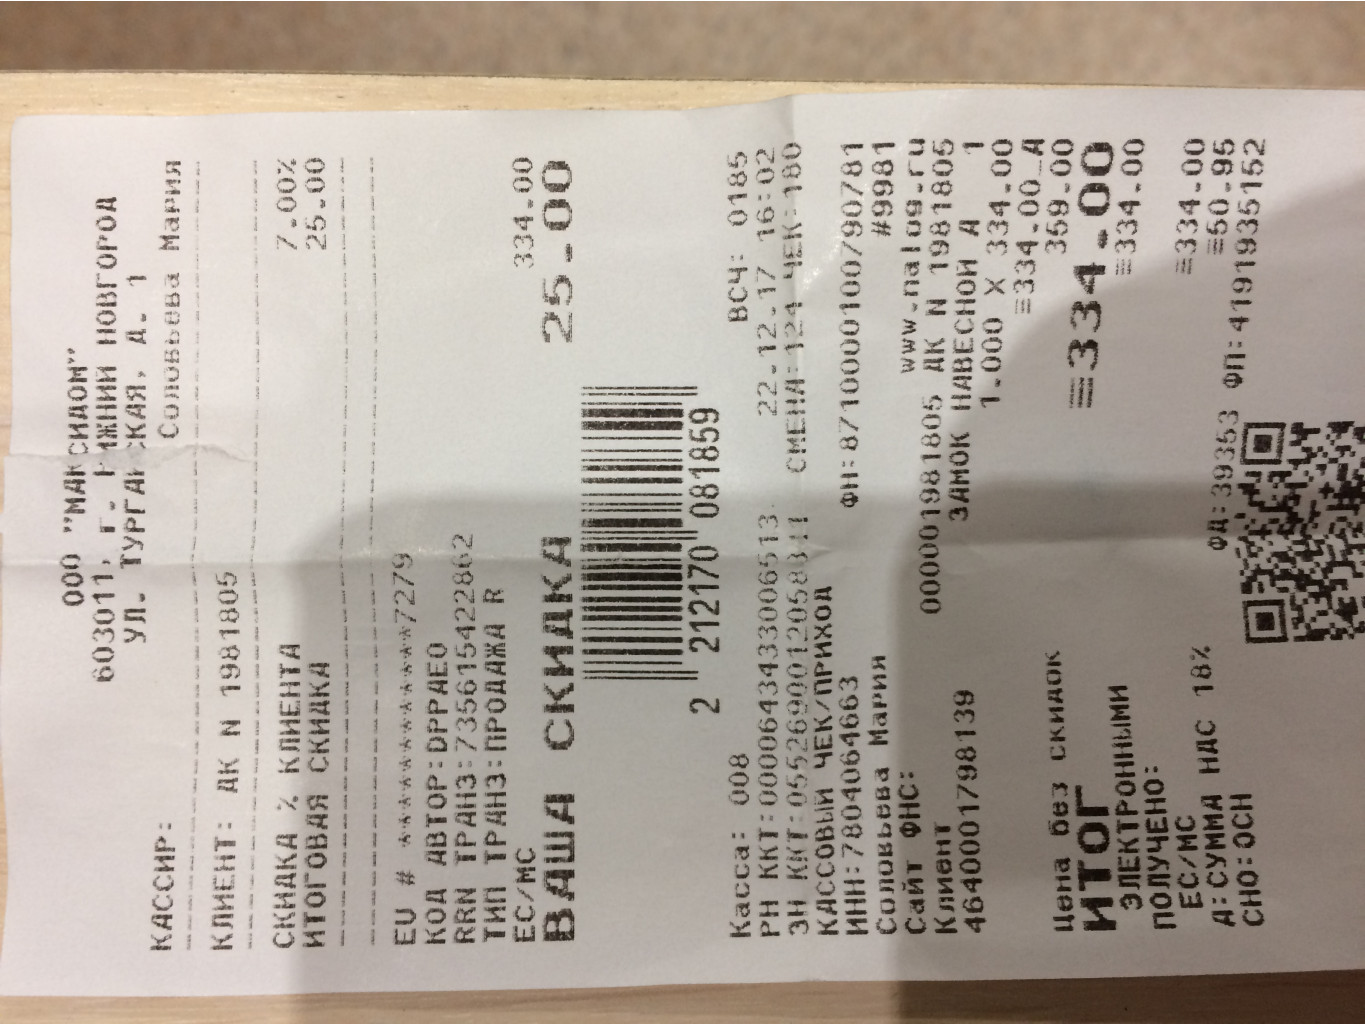 ООО "МАКСИДОМ"
603011, г. НИЖНИЙ НОВГОРОД
УЛ. ТУРГАЙСКАЯ, Д. 1
КАССИР: Соловьева Мария
КЛИЕНТ: ДК N 1981805
СКИДКА % КЛИЕНТА 7.00%
ИТОГОВАЯ СКИДКА 25.00
EU # ************7279
КОД АВТОР:DPPAEO
RRN ТРАНЗ:735615422862
ТИП ТРАНЗ:ПРОДАЖА R
EC/MC 334.00
ВАША СКИДКА 25.00
2 212170 081859
Касса: 008 ВСЧ: 0185
РН ККТ:0000643433006513 22.12.17 16:02
ЗН ККТ:0552690012058341 СМЕНА:124 ЧЕК:180
КАССОВЫЙ ЧЕК/ПРИХОД
ИНН:7804064663 ФН:8710000100790781
Соловьева Мария #9981
Сайт ФНС: www.nalog.ru
Клиент 000001981805 ДК N 1981805
4640001798139 ЗАМОК НАВЕСНОЙ А 1
1.000 X 334.00
≡334.00_А
Цена без скидок 359.00
ИТОГ ≡334.00
ЭЛЕКТРОННЫМИ ≡334.00
ПОЛУЧЕНО:
EC/MC ≡334.00
А:СУММА НДС 18% ≡50.95
СНО:ОСН ФД:39353 ФП:4191935152